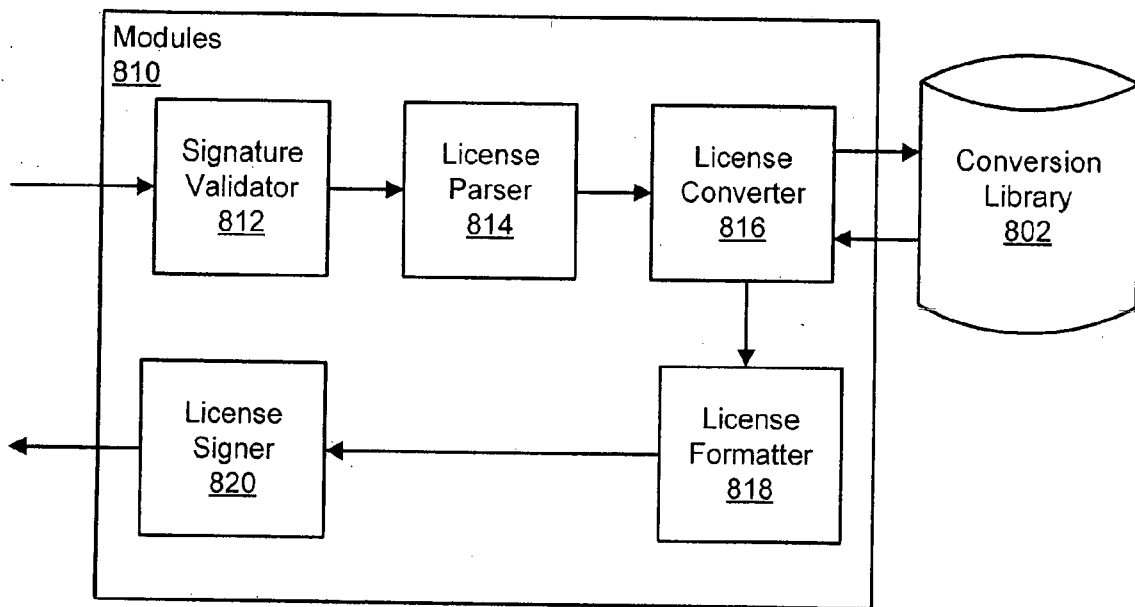 Modules
810
Signature
Validator
812
License
Parser
814
License
Converter
816
Conversion
Library
802
License
Signer
820
License
Formatter
818